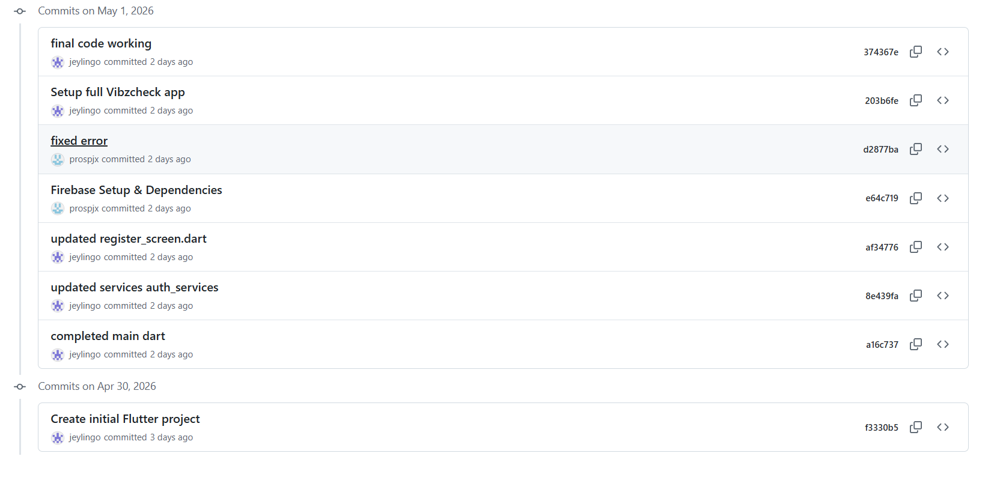 Commits on May 1, 2026
final code working
jeylingo committed 2 days ago
374367e
Setup full Vibzcheck app
jeylingo committed 2 days ago
203b6fe
fixed error
prospjx committed 2 days ago
d2877ba
Firebase Setup & Dependencies
prospjx committed 2 days ago
e64c719
updated register_screen.dart
jeylingo committed 2 days ago
af34776
updated services auth_services
jeylingo committed 2 days ago
8e439fa
completed main dart
jeylingo committed 2 days ago
a16c737
Commits on Apr 30, 2026
Create initial Flutter project
jeylingo committed 3 days ago
f3330b5